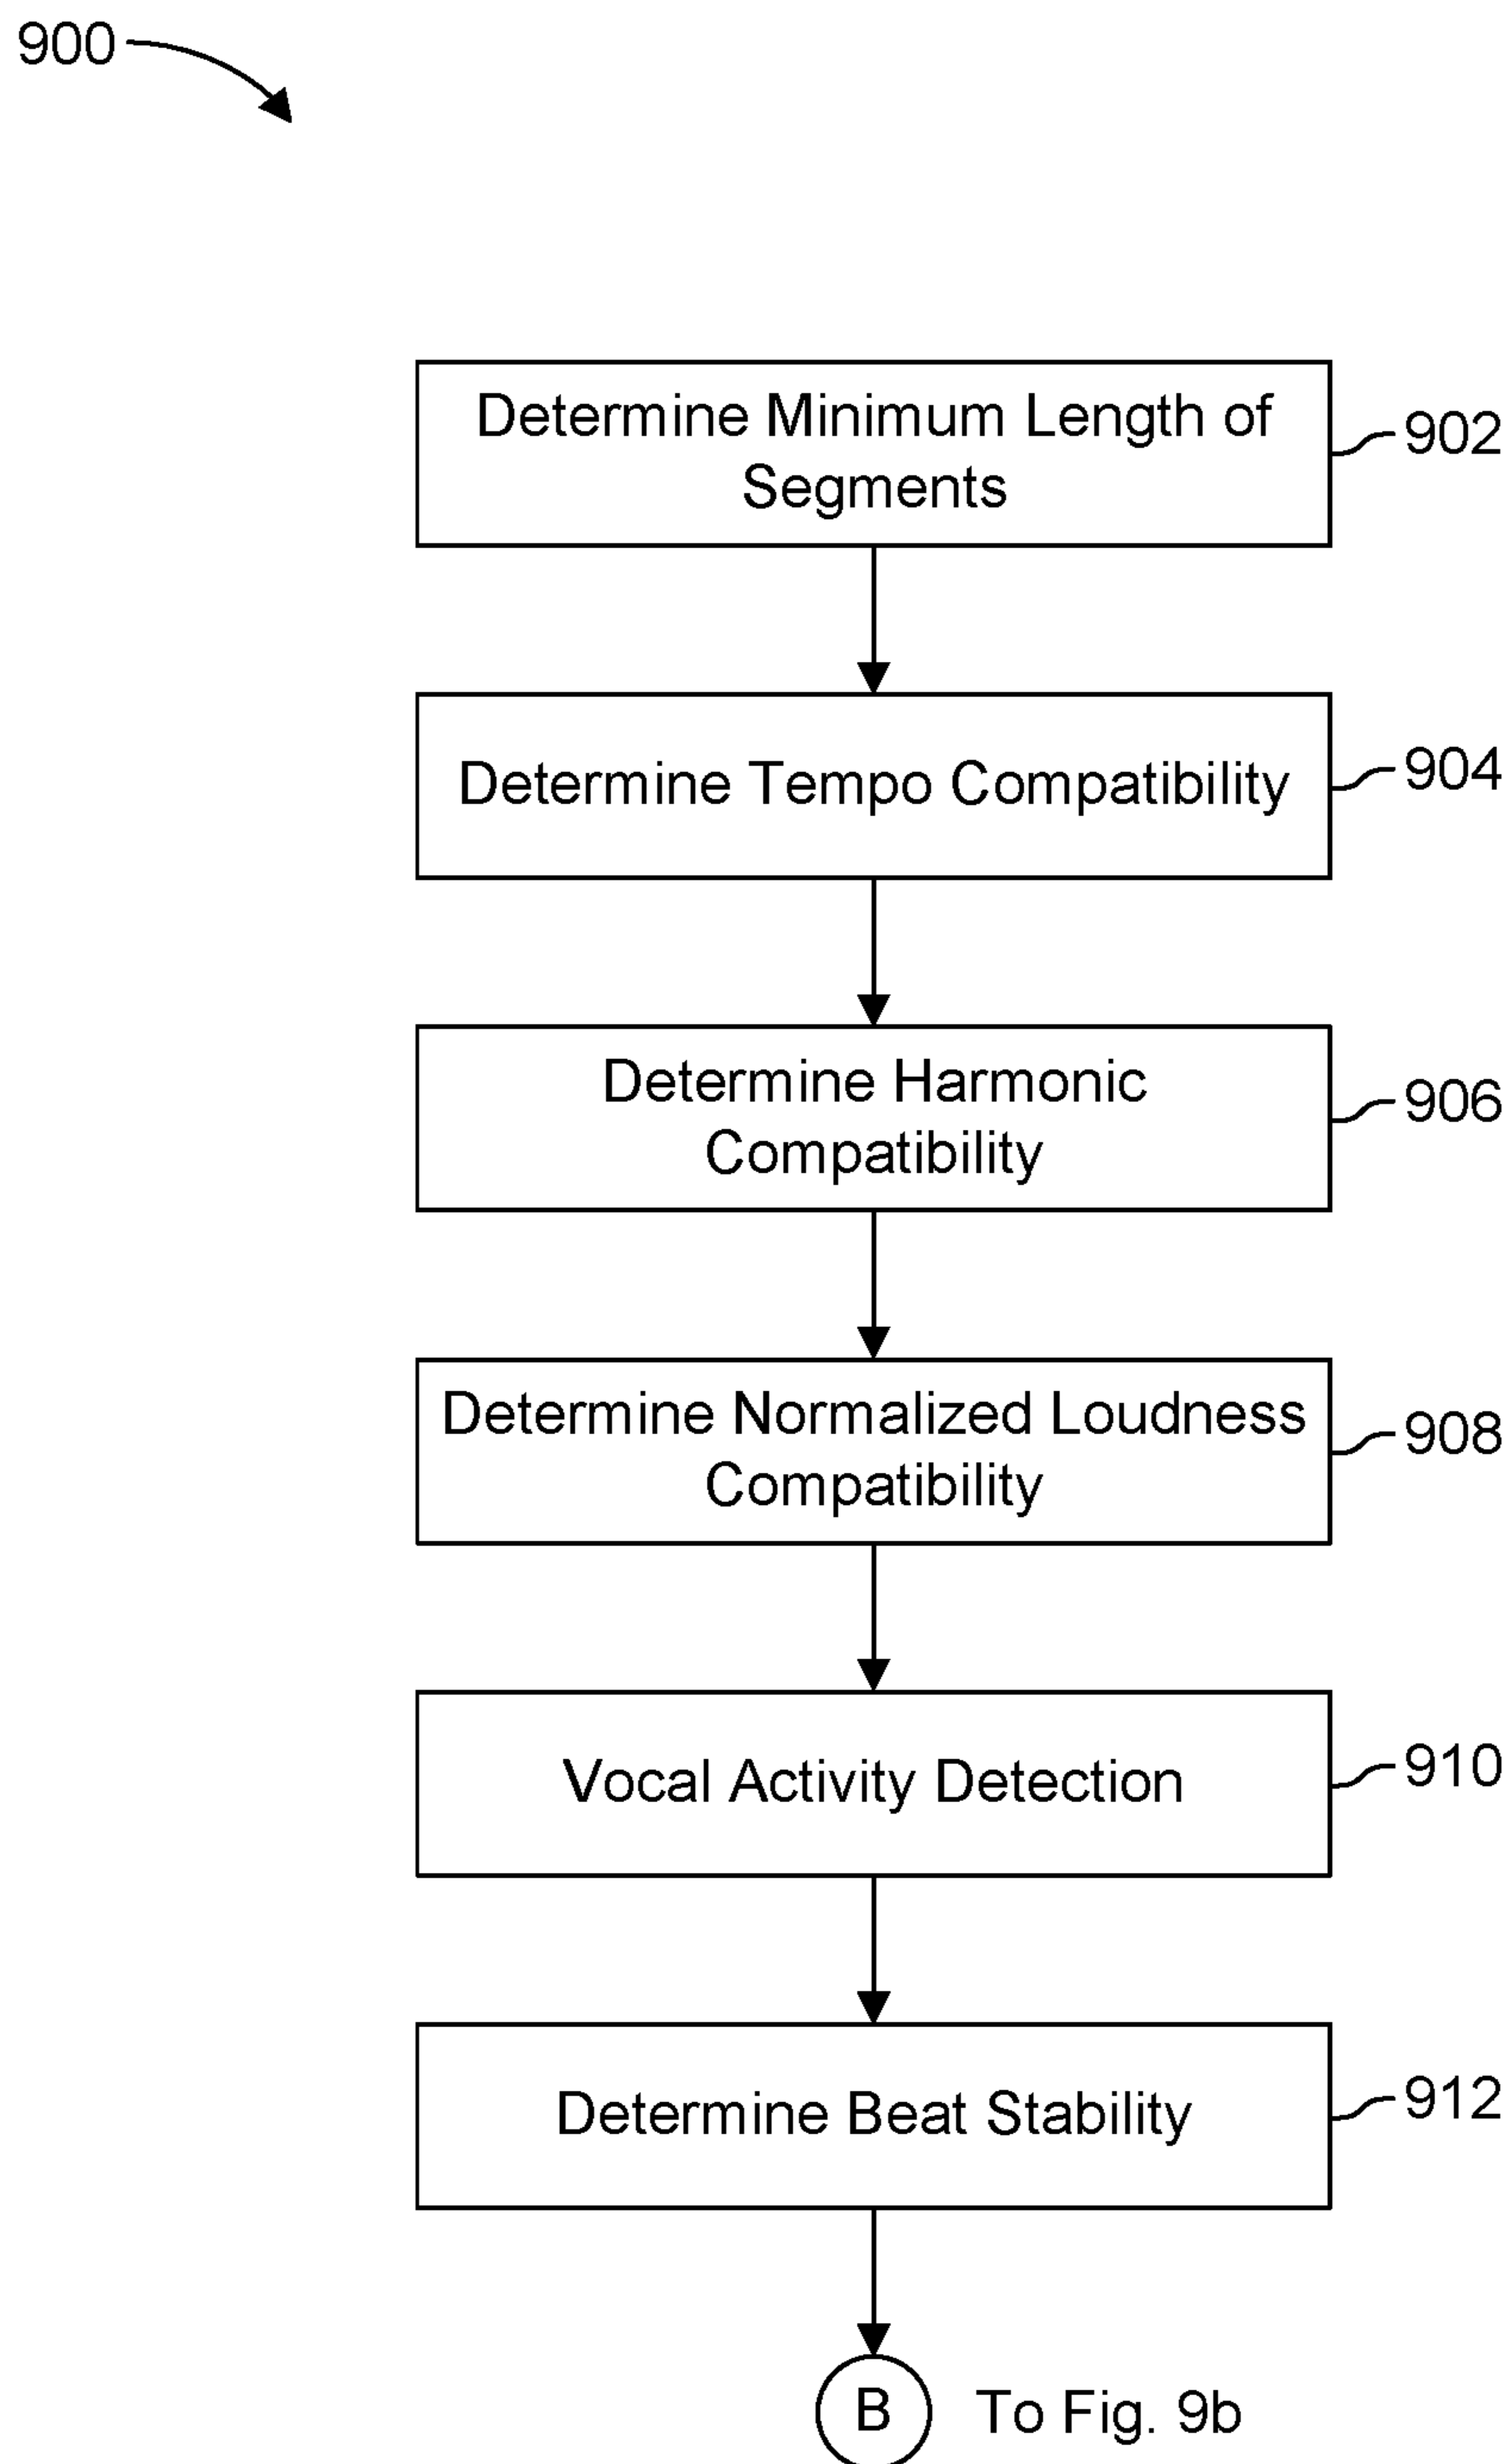 900
Determine Minimum Length of
Segments
902
Determine Tempo Compatibility
904
Determine Harmonic
Compatibility
906
Determine Normalized Loudness
Compatibility
908
Vocal Activity Detection
910
Determine Beat Stability
912
B
To Fig. 9b